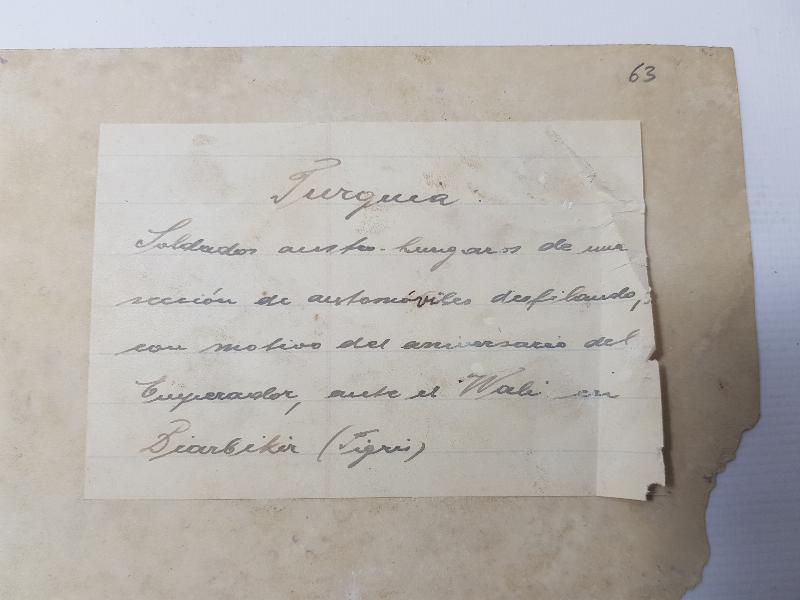 63
Turquia
Soldados austro-hungaros de una
sección de automóviles desfilando,
con motivo del aniversario del
Emperador, ante el Wali en
Diarbikir (Tigris)